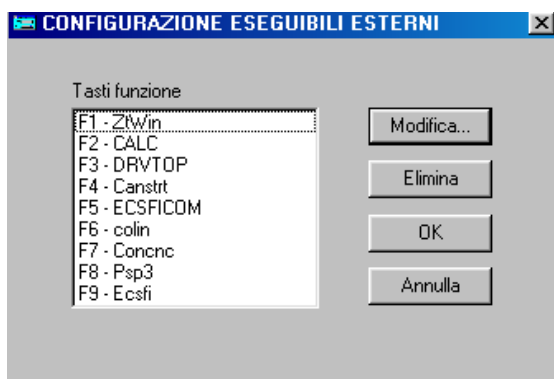 CONFIGURAZIONE ESEGUIBILI ESTERNI
Tasti funzione
F1 - ZtWin
F2 - CALC
F3 - DRVTOP
F4 - Canstrt
F5 - ECSFICOM
F6 - colin
F7 - Concnc
F8 - Psp3
F9 - Ecsfi
Modifica...
Elimina
OK
Annulla